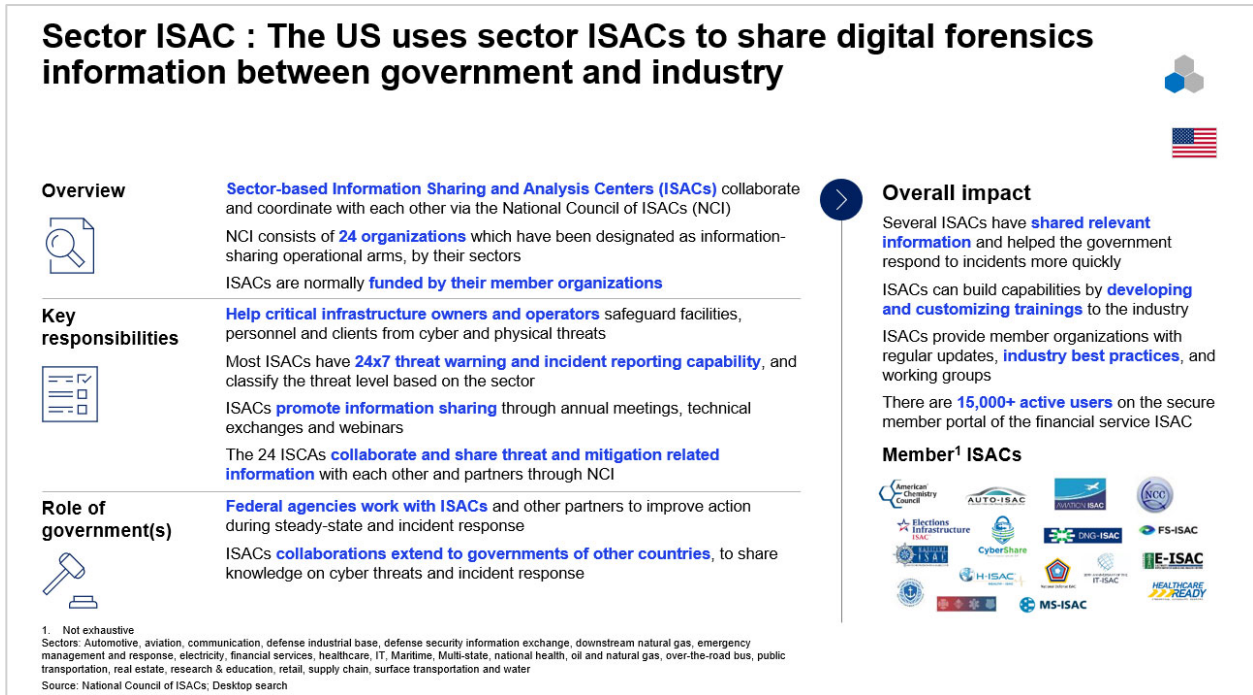 Sector ISAC : The US uses sector ISACs to share digital forensics
information between government and industry
Overview
Sector-based Information Sharing and Analysis Centers (ISACs) collaborate
and coordinate with each other via the National Council of ISACs (NCI)
NCI consists of 24 organizations which have been designated as information-
sharing operational arms, by their sectors
ISACs are normally funded by their member organizations
Key
responsibilities
Help critical infrastructure owners and operators safeguard facilities,
personnel and clients from cyber and physical threats
Most ISACs have 24x7 threat warning and incident reporting capability, and
classify the threat level based on the sector
ISACs promote information sharing through annual meetings, technical
exchanges and webinars
The 24 ISCAs collaborate and share threat and mitigation related
information with each other and partners through NCI
Role of
government(s)
Federal agencies work with ISACs and other partners to improve action
during steady-state and incident response
ISACs collaborations extend to governments of other countries, to share
knowledge on cyber threats and incident response
Overall impact
Several ISACs have shared relevant
information and helped the government
respond to incidents more quickly
ISACs can build capabilities by developing
and customizing trainings to the industry
ISACs provide member organizations with
regular updates, industry best practices, and
working groups
There are 15,000+ active users on the secure
member portal of the financial service ISAC
Member1 ISACs
American
Chemistry
Council
AUTO-ISAC
AVIATION ISAC
NCC
Elections
Infrastructure
ISAC
MARITIME
ISAC
CyberShare
DNG-ISAC
FS-ISAC
H-ISAC
IT-ISAC
E-ISAC
HEALTHCARE
READY
MS-ISAC
1. Not exhaustive
Sectors: Automotive, aviation, communication, defense industrial base, defense security information exchange, downstream natural gas, emergency
management and response, electricity, financial services, healthcare, IT, Maritime, Multi-state, national health, oil and natural gas, over-the-road bus, public
transportation, real estate, research & education, retail, supply chain, surface transportation and water
Source: National Council of ISACs; Desktop search